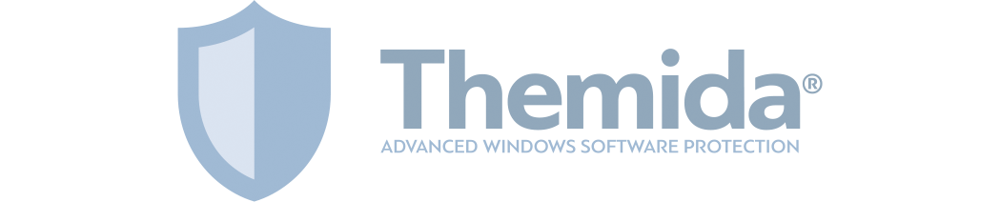 Themida®
ADVANCED WINDOWS SOFTWARE PROTECTION